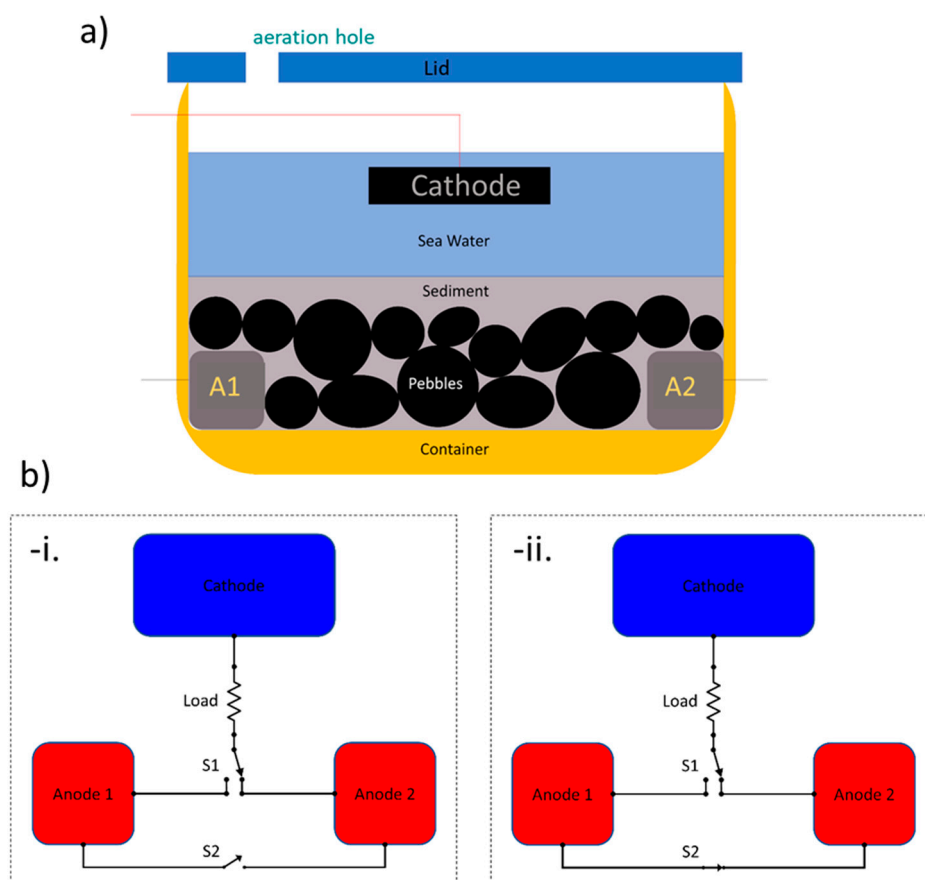 a)
aeration hole
Lid
Cathode
Sea Water
Sediment
A1
Pebbles
A2
Container
b)
-i.
Cathode
Load
S1
Anode 1
Anode 2
S2
-ii.
Cathode
Load
S1
Anode 1
Anode 2
S2